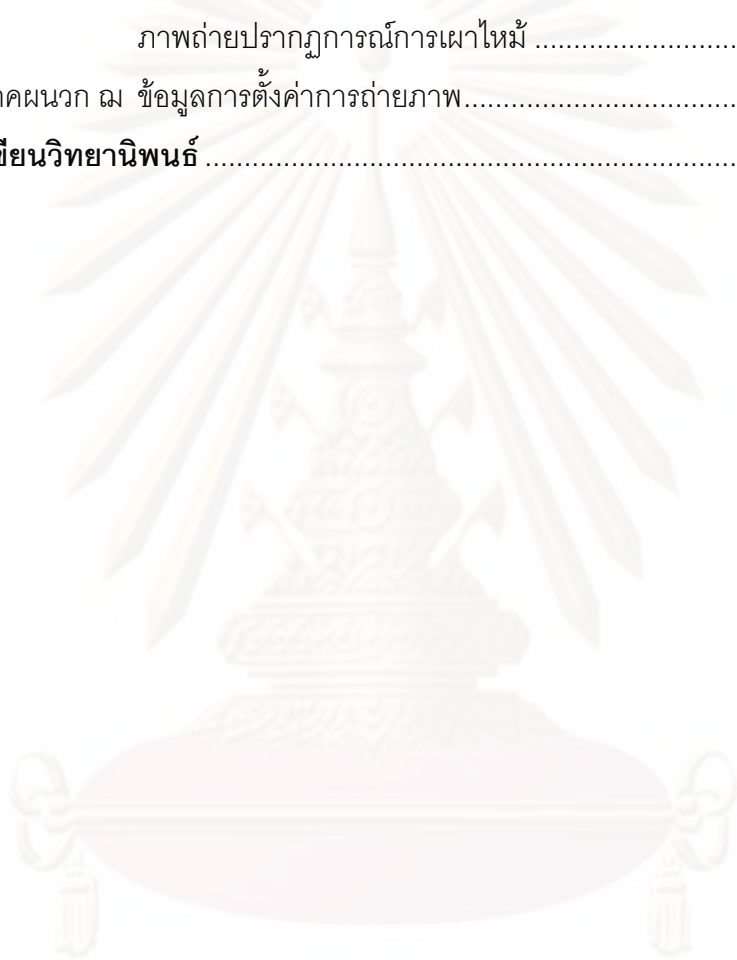 ภาพถ่ายปรากฏการณ์การเผาไหม้ ..........................
คผนวก ฌ ข้อมูลการตั้งค่าการถ่ายภาพ...................................
ขียนวิทยานิพนธ์ ....................................................................